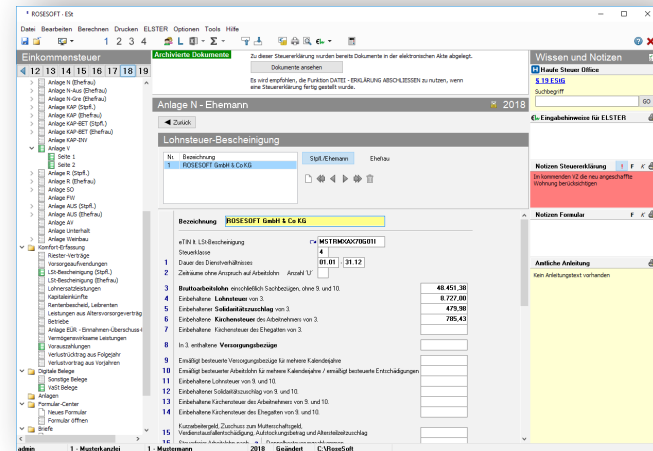 * ROSESOFT - ESt
Datei Bearbeiten Berechnen Drucken ELSTER Optionen Tools Hilfe
1 2 3 4
Einkommensteuer
12 13 14 15 16 17 18 19
Anlage N (Ehefrau)
Anlage N-Aus (Ehefrau)
Anlage N-Gre (Ehefrau)
Anlage KAP (Stpfl.)
Anlage KAP (Ehefrau)
Anlage KAP-BET (Stpfl.)
Anlage KAP-BET (Ehefrau)
Anlage KAP-INV
Anlage V
Seite 1
Seite 2
Anlage R (Stpfl.)
Anlage R (Ehefrau)
Anlage SO
Anlage FW
Anlage AUS (Stpfl.)
Anlage AUS (Ehefrau)
Anlage AV
Anlage Unterhalt
Anlage Weinbau
Komfort-Erfassung
Riester-Verträge
Vorsorgeaufwendungen
LSt-Bescheinigung (Stpfl.)
LSt-Bescheinigung (Ehefrau)
Lohnersatzleistungen
Kapitaleinkünfte
Rentenbescheid, Leibrenten
Leistungen aus Altersvorsorgeverträg
Betriebe
Anlage EÜR - Einnahmen-Überschuss-
Vermögenswirksame Leistungen
Vorauszahlungen
Verlustrücktrag aus Folgejahr
Verlustvortrag aus Vorjahren
Digitale Belege
Sonstige Belege
VaSt Belege
Anlagen
Formular-Center
Neues Formular
Formular öffnen
Briefe
Archivierte Dokumente
Zu dieser Steuererklärung wurden bereits Dokumente in der elektronischen Akte abgelegt.
Dokumente ansehen
Es wird empfohlen, die Funktion DATEI - ERKLÄRUNG ABSCHLIESSEN zu nutzen, wenn
eine Steuererklärung fertig gestellt wurde.
Anlage N - Ehemann 2018
Zurück
Lohnsteuer-Bescheinigung
Nr. Bezeichnung
1 ROSESOFT GmbH & Co KG
Stpfl./Ehemann Ehefrau
Bezeichnung ROSESOFT GmbH & Co KG
eTIN lt. LSt-Bescheinigung MSTRMXAX70G01I
Steuerklasse 4
1 Dauer des Dienstverhältnisses 01.01 - 31.12
2 Zeiträume ohne Anspruch auf Arbeitslohn Anzahl 'U'
3 Bruttoarbeitslohn einschließlich Sachbezügen, ohne 9. und 10. 48.451,38
4 Einbehaltene Lohnsteuer von 3. 8.727,00
5 Einbehaltener Solidaritätszuschlag von 3. 479,98
6 Einbehaltene Kirchensteuer des Arbeitnehmers von 3. 785,43
7 Einbehaltene Kirchensteuer des Ehegatten von 3.
8 In 3. enthaltene Versorgungsbezüge
9 Ermäßigt besteuerte Versorgungsbezüge für mehrere Kalenderjahre
10 Ermäßigt besteuerter Arbeitslohn für mehrere Kalenderjahre / ermäßigt besteuerte Entschädigungen
11 Einbehaltene Lohnsteuer von 9. und 10.
12 Einbehaltener Solidaritätszuschlag von 9. und 10.
13 Einbehaltene Kirchensteuer des Arbeitnehmers von 9. und 10.
14 Einbehaltene Kirchensteuer des Ehegatten von 9. und 10.
Kurzarbeitergeld, Zuschuss zum Mutterschaftsgeld,
15 Verdienstausfallentschädigung, Aufstockungsbetrag und Altersteilzeitzuschlag
Wissen und Notizen
Haufe Steuer Office
§ 19 EStG
Suchbegriff
GO
Eingabehinweise für ELSTER
Notizen Steuererklärung ! F K
Im kommenden VZ die neu angeschaffte
Wohnung berücksichtigen
Notizen Formular F K
Amtliche Anleitung
Kein Anleitungstext vorhanden
admin 1 - Musterkanzlei 1 - Mustermann 2018 Geändert C:\RoseSoft